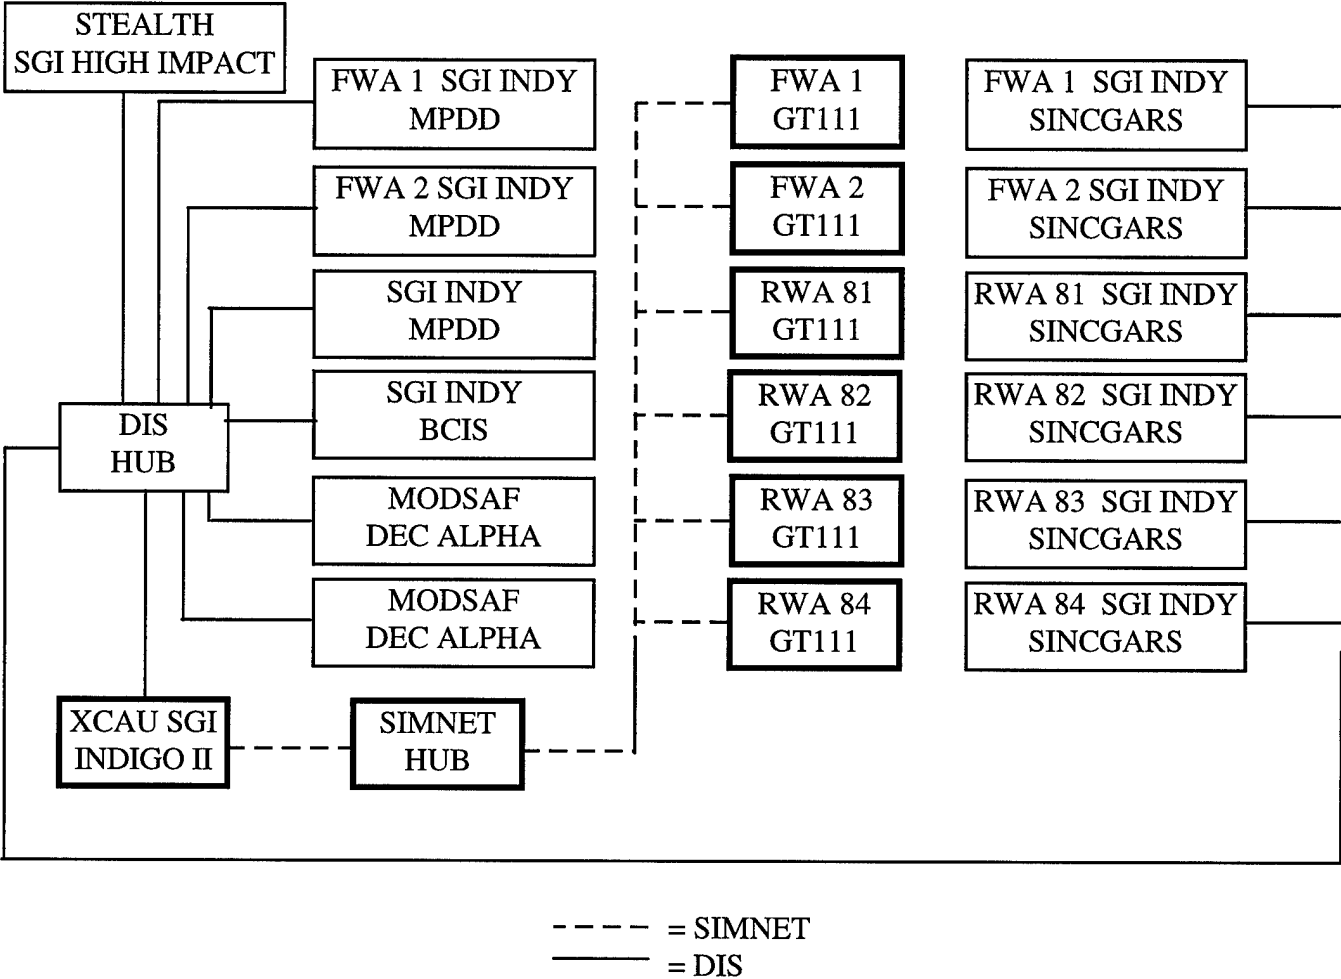 STEALTH
SGI HIGH IMPACT
FWA 1 SGI INDY
MPDD
FWA 2 SGI INDY
MPDD
SGI INDY
MPDD
SGI INDY
BCIS
MODSAF
DEC ALPHA
MODSAF
DEC ALPHA
DIS
HUB
XCAU SGI
INDIGO II
SIMNET
HUB
FWA 1
GT111
FWA 2
GT111
RWA 81
GT111
RWA 82
GT111
RWA 83
GT111
RWA 84
GT111
FWA 1 SGI INDY
SINCGARS
FWA 2 SGI INDY
SINCGARS
RWA 81 SGI INDY
SINCGARS
RWA 82 SGI INDY
SINCGARS
RWA 83 SGI INDY
SINCGARS
RWA 84 SGI INDY
SINCGARS
= SIMNET
= DIS